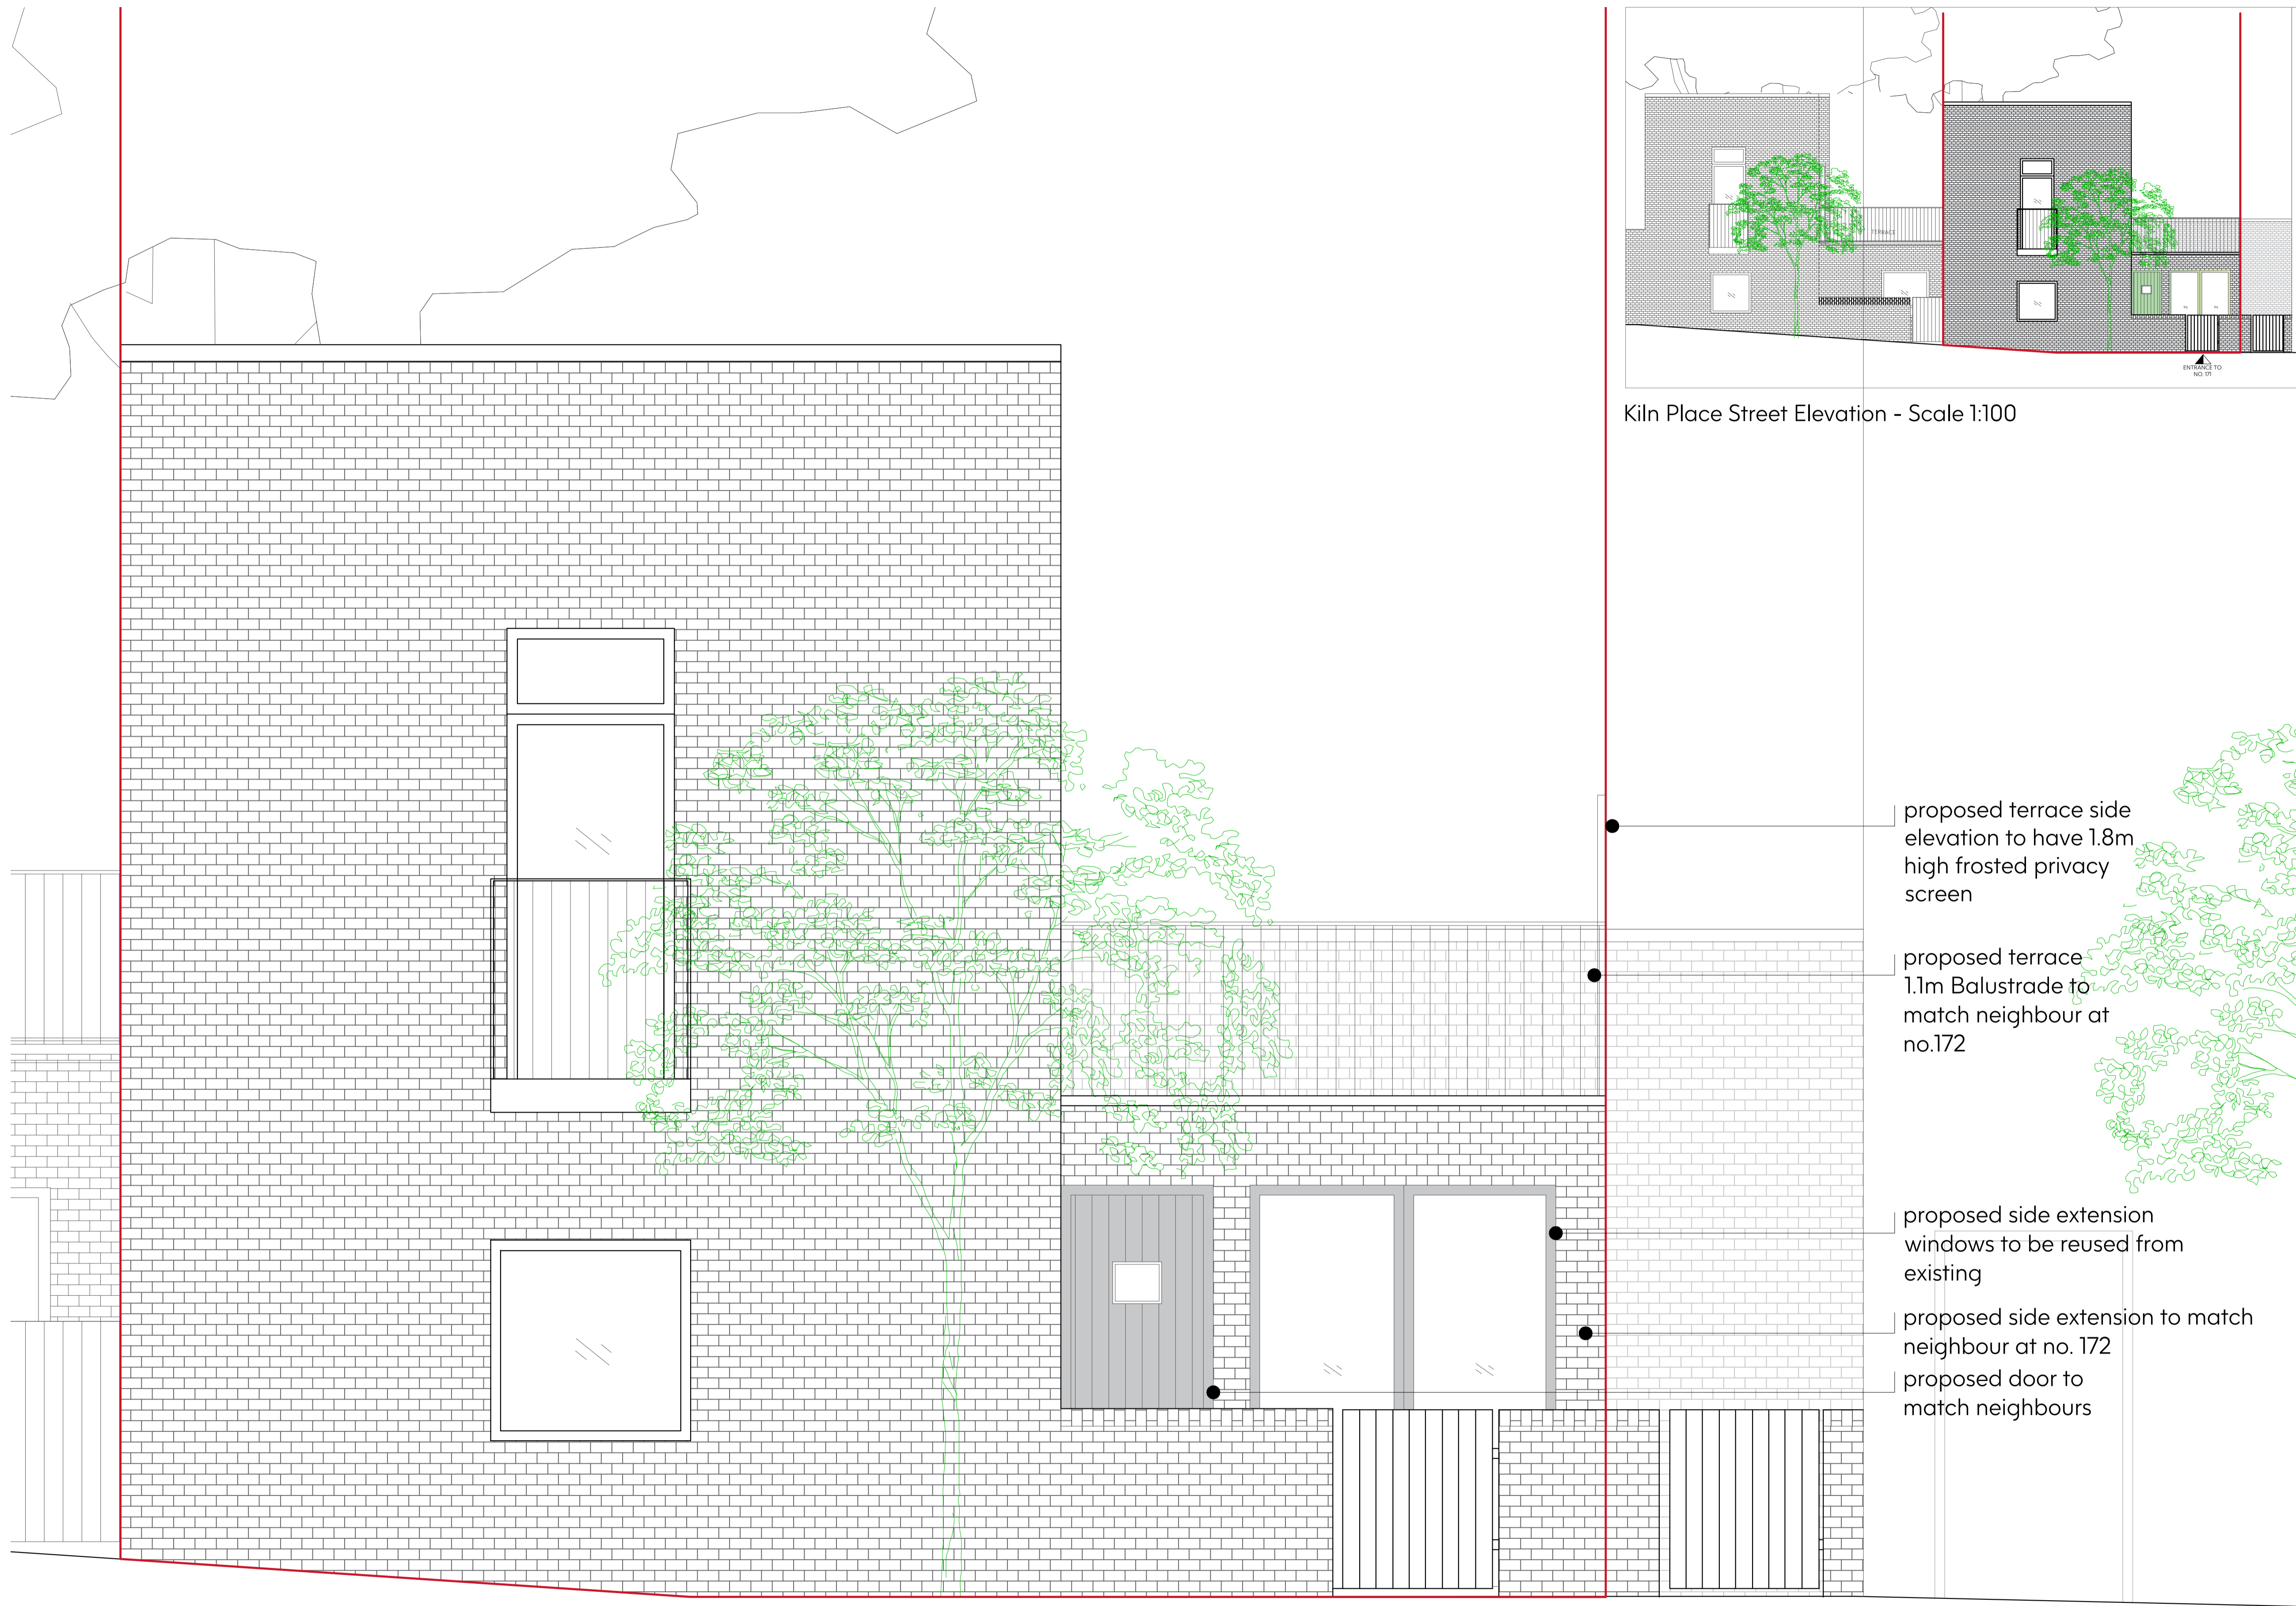 TERRACE
ENTRANCE TO
NO. 171
Kiln Place Street Elevation - Scale 1:100
proposed terrace side
elevation to have 1.8m
high frosted privacy
screen
proposed terrace
1.1m Balustrade to
match neighbour at
no.172
proposed side extension
windows to be reused from
existing
proposed side extension to match
neighbour at no. 172
proposed door to
match neighbours